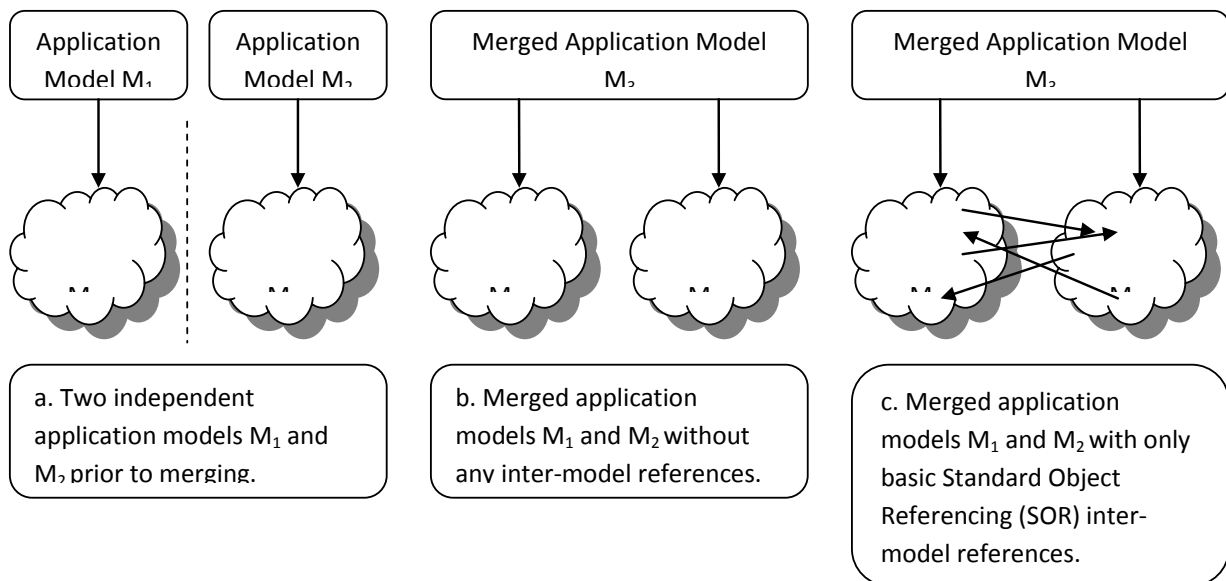 Application
Model M₁
Application
Model M₂
Merged Application Model
M₃
Merged Application Model
M₃
M
M
M
M
M
M
a. Two independent
application models M₁ and
M₂ prior to merging.
b. Merged application
models M₁ and M₂ without
any inter-model references.
c. Merged application
models M₁ and M₂ with only
basic Standard Object
Referencing (SOR) inter-
model references.